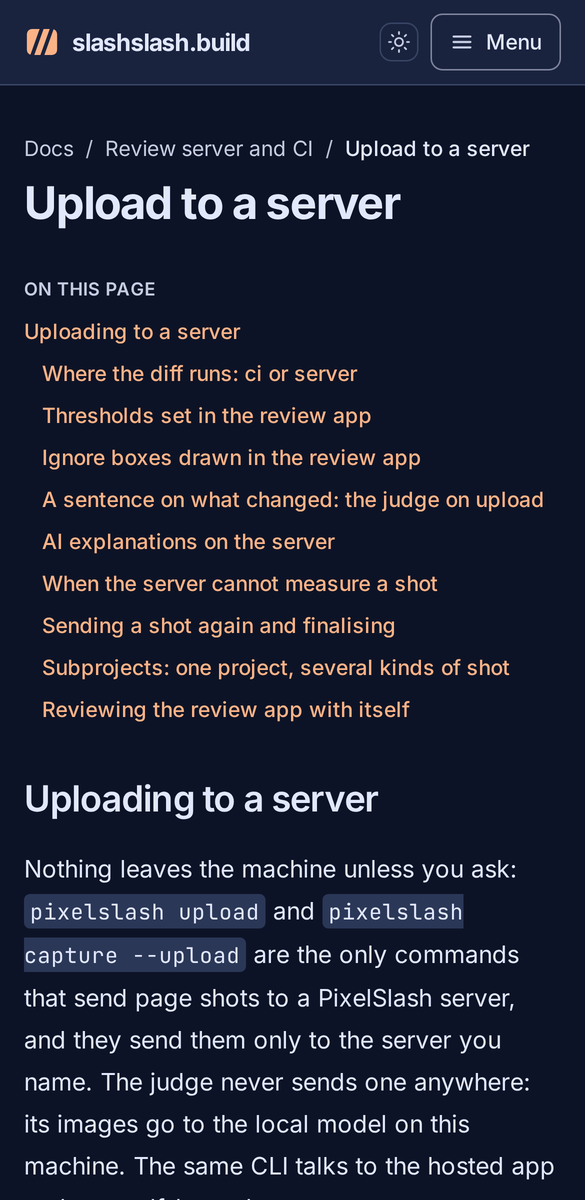 slashslash.build
Menu
Docs / Review server and CI / Upload to a server
Upload to a server
ON THIS PAGE
Uploading to a server
Where the diff runs: ci or server
Thresholds set in the review app
Ignore boxes drawn in the review app
A sentence on what changed: the judge on upload
AI explanations on the server
When the server cannot measure a shot
Sending a shot again and finalising
Subprojects: one project, several kinds of shot
Reviewing the review app with itself
Uploading to a server
Nothing leaves the machine unless you ask:
pixelslash upload and pixelslash
capture --upload are the only commands
that send page shots to a PixelSlash server,
and they send them only to the server you
name. The judge never sends one anywhere:
its images go to the local model on this
machine. The same CLI talks to the hosted app